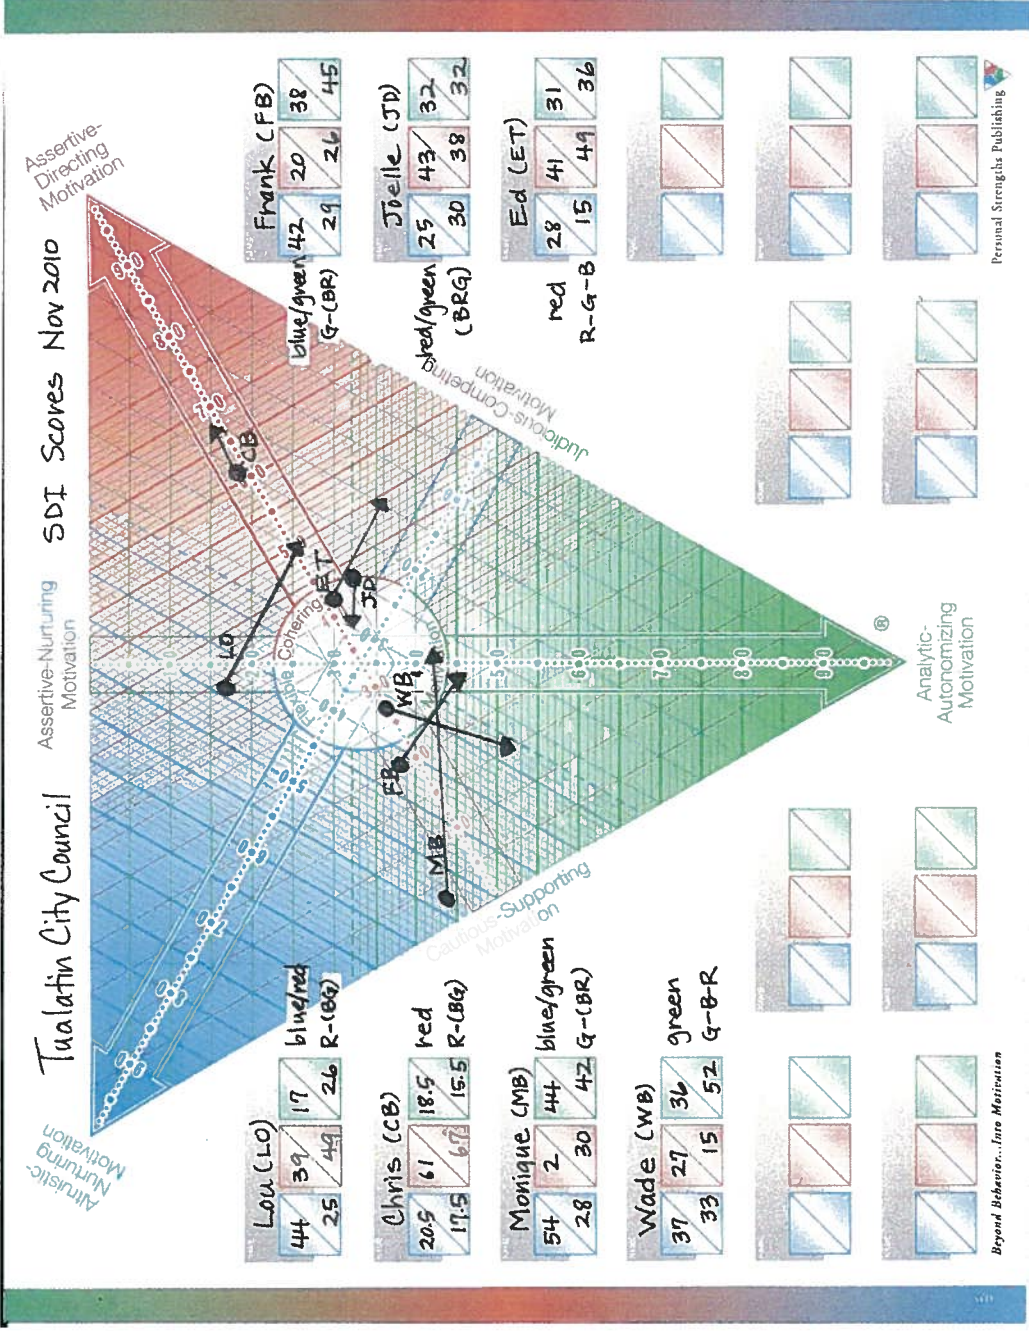 Tualatin City Council SDI Scores Nov 2010
Altruistic-
Nurturing
Motivation
Assertive-Nurturing
Motivation
Assertive-
Directing
Motivation
Lou (LO)
44 39 17 blue/red
25 49 26 R-(BG)
Chris (CB)
20.5 61 18.5 red
17.5 67 15.5 R-(BG)
Monique (MB)
54 2 44 blue/green
28 30 42 G-(BR)
Wade (WB)
37 27 36 green
33 15 52 G-B-R
Frank (FB)
blue/green 42 20 38
G-(BR) 29 26 45
Joelle (JD)
red/green 25 43 32
(BRG) 30 38 32
Ed (ET)
red 28 41 31
R-G-B 15 49 36
LO
CB
ET
JD
WB
FB
MB
Flexible
Cohering
Cautious-Supporting
Motivation
Judicious-Competing
Motivation
50
60
70
80
90
®
Analytic-
Autonomizing
Motivation
Beyond Behavior...Into Motivation
Personal Strengths Publishing